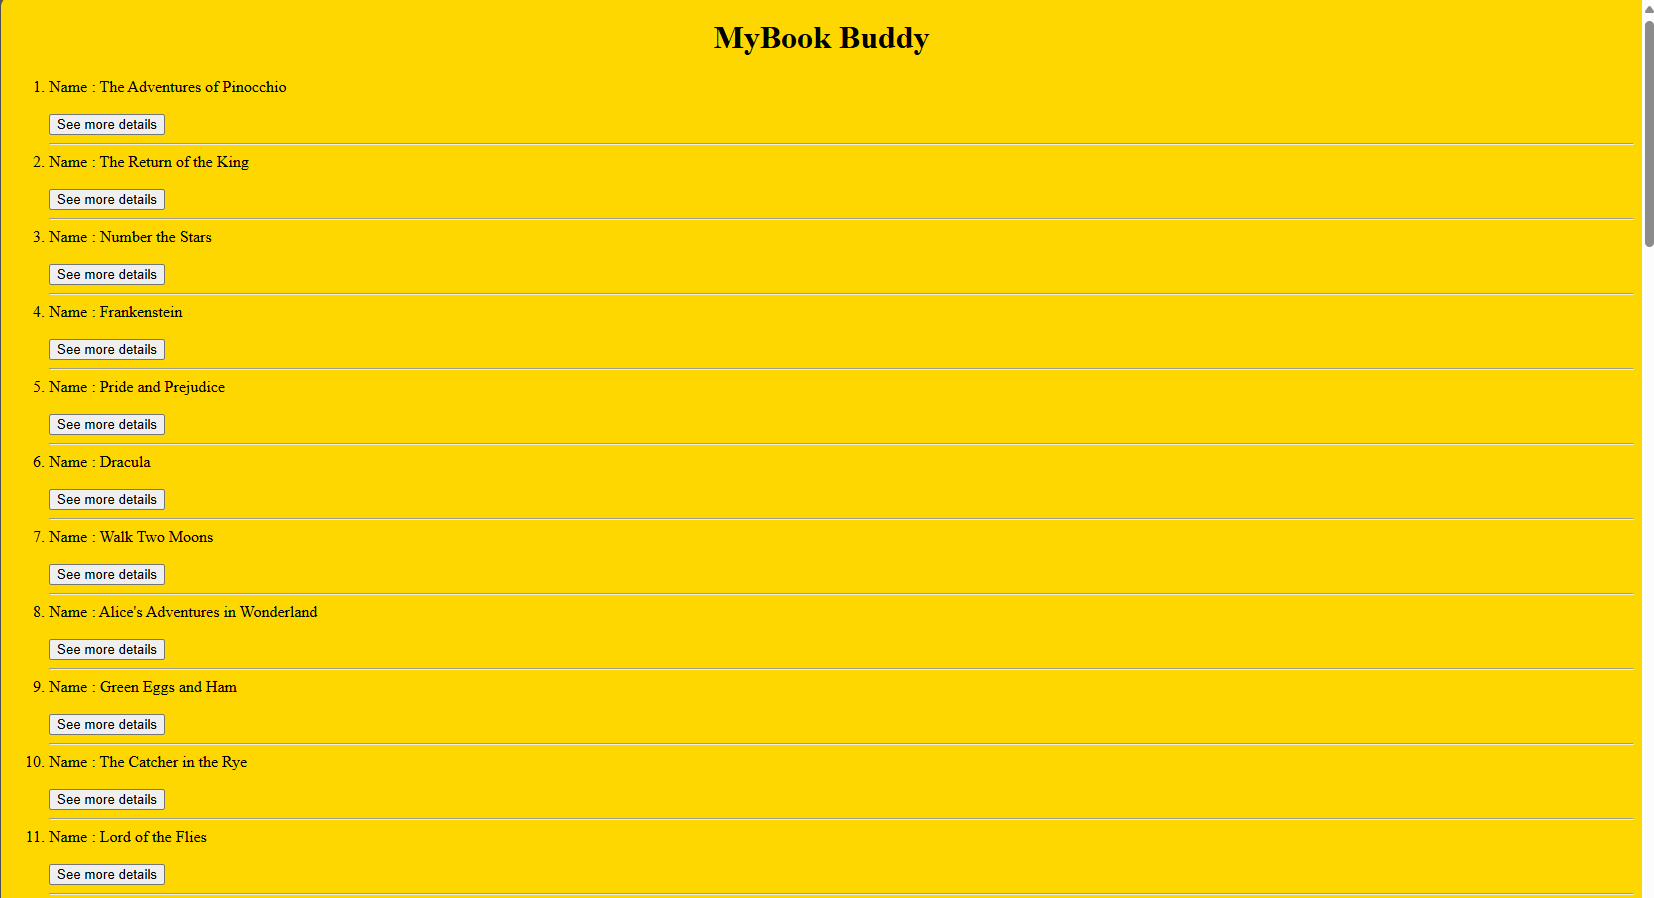 MyBook Buddy
1. Name : The Adventures of Pinocchio
See more details
2. Name : The Return of the King
See more details
3. Name : Number the Stars
See more details
4. Name : Frankenstein
See more details
5. Name : Pride and Prejudice
See more details
6. Name : Dracula
See more details
7. Name : Walk Two Moons
See more details
8. Name : Alice's Adventures in Wonderland
See more details
9. Name : Green Eggs and Ham
See more details
10. Name : The Catcher in the Rye
See more details
11. Name : Lord of the Flies
See more details